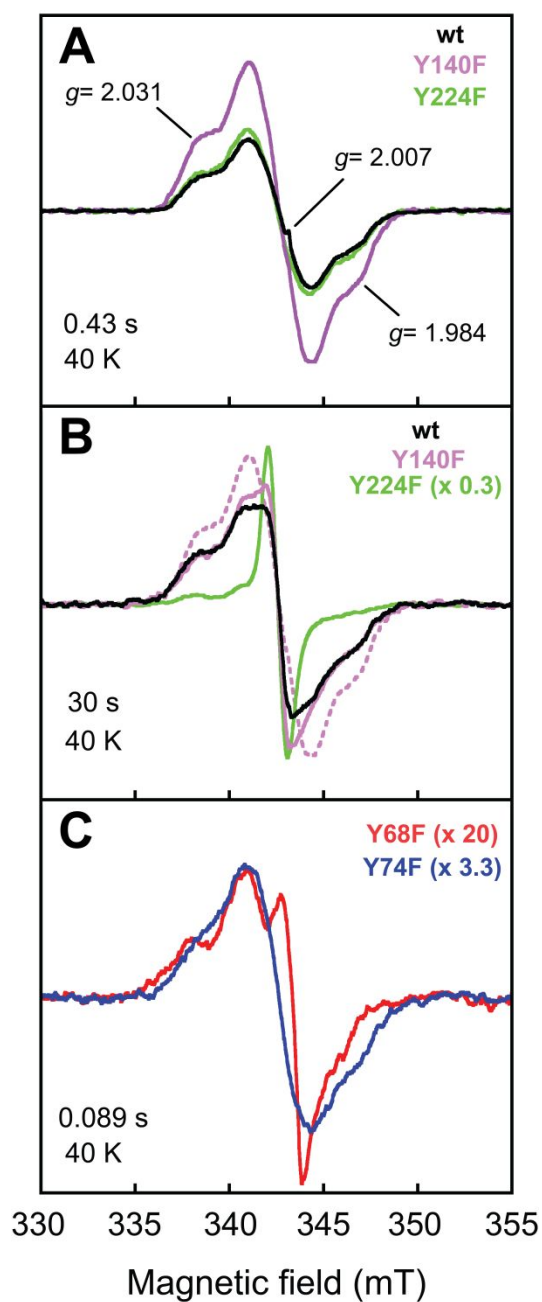 A
wt
Y140F
Y224F
g= 2.031
g= 2.007
g= 1.984
0.43 s
40 K
B
wt
Y140F
Y224F (x 0.3)
30 s
40 K
C
Y68F (x 20)
Y74F (x 3.3)
0.089 s
40 K
330 335 340 345 350 355
Magnetic field (mT)